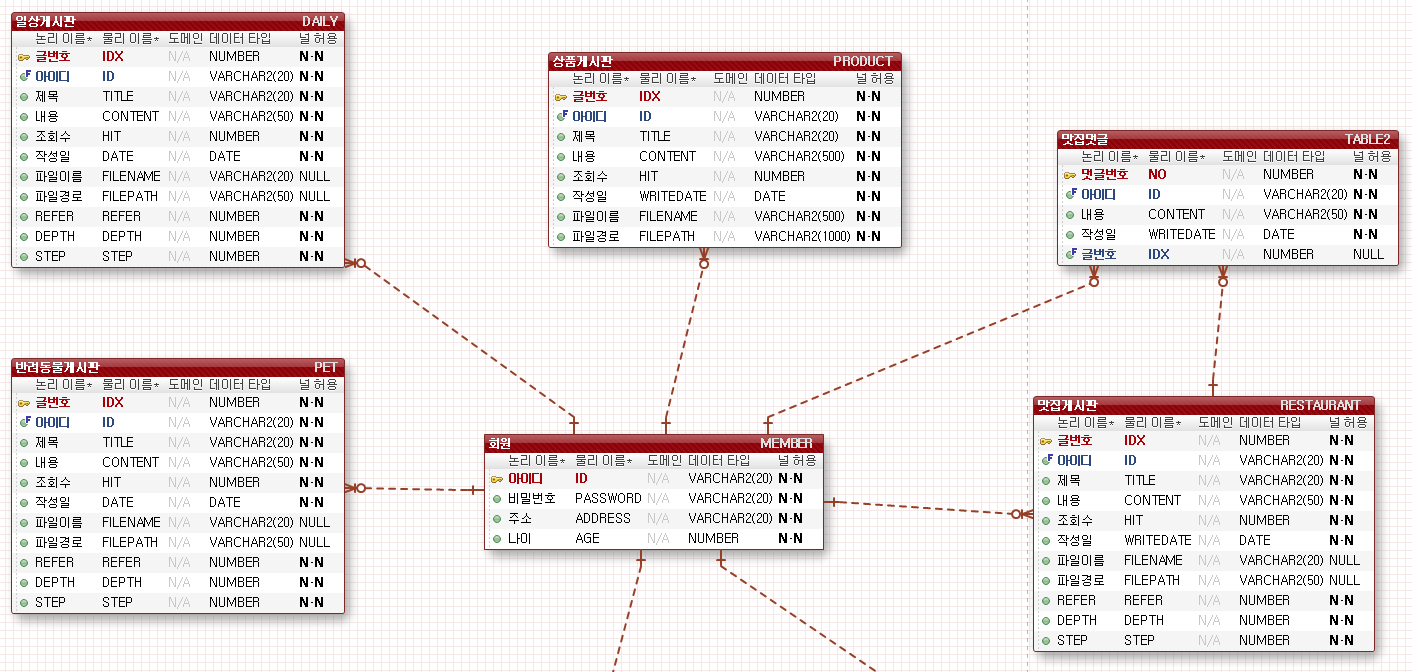 일상게시판 DAILY
논리 이름* 물리 이름* 도메인 데이터 타입 널 허용
글번호 IDX N/A NUMBER N-N
아이디 ID N/A VARCHAR2(20) N-N
제목 TITLE N/A VARCHAR2(20) N-N
내용 CONTENT N/A VARCHAR2(50) N-N
조회수 HIT N/A NUMBER N-N
작성일 DATE N/A DATE N-N
파일이름 FILENAME N/A VARCHAR2(20) NULL
파일경로 FILEPATH N/A VARCHAR2(50) NULL
REFER REFER N/A NUMBER N-N
DEPTH DEPTH N/A NUMBER N-N
STEP STEP N/A NUMBER N-N
상품게시판 PRODUCT
논리 이름* 물리 이름* 도메인 데이터 타입 널 허용
글번호 IDX N/A NUMBER N-N
아이디 ID N/A VARCHAR2(20) N-N
제목 TITLE N/A VARCHAR2(20) N-N
내용 CONTENT N/A VARCHAR2(500) N-N
조회수 HIT N/A NUMBER N-N
작성일 WRITEDATE N/A DATE N-N
파일이름 FILENAME N/A VARCHAR2(500) N-N
파일경로 FILEPATH N/A VARCHAR2(1000) N-N
맛집댓글 TABLE2
논리 이름* 물리 이름* 도메인 데이터 타입 널 허용
댓글번호 NO N/A NUMBER N-N
아이디 ID N/A VARCHAR2(20) N-N
내용 CONTENT N/A VARCHAR2(50) N-N
작성일 WRITEDATE N/A DATE N-N
글번호 IDX N/A NUMBER NULL
반려동물게시판 PET
논리 이름* 물리 이름* 도메인 데이터 타입 널 허용
글번호 IDX N/A NUMBER N-N
아이디 ID N/A VARCHAR2(20) N-N
제목 TITLE N/A VARCHAR2(20) N-N
내용 CONTENT N/A VARCHAR2(50) N-N
조회수 HIT N/A NUMBER N-N
작성일 DATE N/A DATE N-N
파일이름 FILENAME N/A VARCHAR2(20) NULL
파일경로 FILEPATH N/A VARCHAR2(50) NULL
REFER REFER N/A NUMBER N-N
DEPTH DEPTH N/A NUMBER N-N
STEP STEP N/A NUMBER N-N
회원 MEMBER
논리 이름* 물리 이름* 도메인 데이터 타입 널 허용
아이디 ID N/A VARCHAR2(20) N-N
비밀번호 PASSWORD N/A VARCHAR2(20) N-N
주소 ADDRESS N/A VARCHAR2(20) N-N
나이 AGE N/A NUMBER N-N
맛집게시판 RESTAURANT
논리 이름* 물리 이름* 도메인 데이터 타입 널 허용
글번호 IDX N/A NUMBER N-N
아이디 ID N/A VARCHAR2(20) N-N
제목 TITLE N/A VARCHAR2(20) N-N
내용 CONTENT N/A VARCHAR2(50) N-N
조회수 HIT N/A NUMBER N-N
작성일 WRITEDATE N/A DATE N-N
파일이름 FILENAME N/A VARCHAR2(20) NULL
파일경로 FILEPATH N/A VARCHAR2(50) NULL
REFER REFER N/A NUMBER N-N
DEPTH DEPTH N/A NUMBER N-N
STEP STEP N/A NUMBER N-N